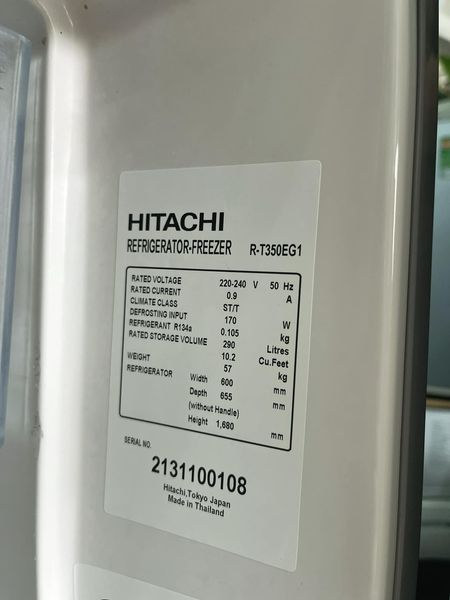 HITACHI
REFRIGERATOR-FREEZER R-T350EG1
RATED VOLTAGE 220-240 V 50 Hz
RATED CURRENT 0.9 A
CLIMATE CLASS ST/T
DEFROSTING INPUT 170 W
REFRIGERANT R134a 0.105 kg
RATED STORAGE VOLUME 290 Litres
10.2 Cu.Feet
WEIGHT 57 kg
REFRIGERATOR Width 600 mm
Depth 655 mm
(without Handle)
Height 1,680 mm
SERIAL NO.
2131100108
Hitachi,Tokyo Japan
Made in Thailand